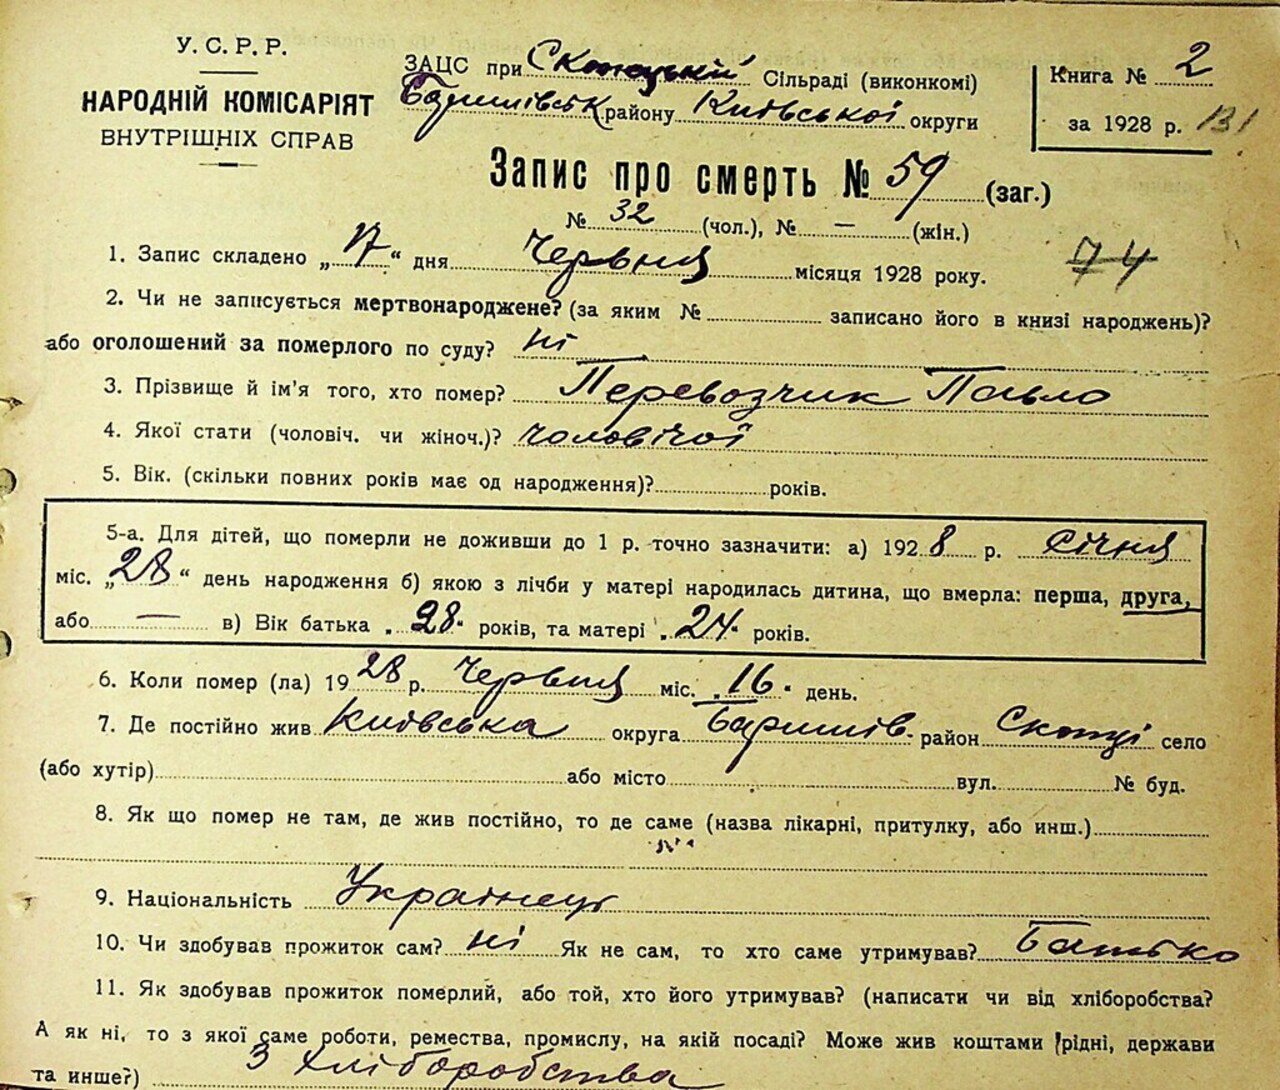 У. С. Р. Р.
НАРОДНІЙ КОМІСАРІЯТ
ВНУТРІШНІХ СПРАВ
ЗАЦС при Скопецькій Сільраді (виконкомі)
Баришівськ. району Київської округи
Книга № 2
за 1928 р. 131
Запис про смерть № 59 (заг.)
№ 32 (чол.), № — (жін.)
1. Запис складено „17“ дня Червня місяця 1928 року. 74
2. Чи не записується мертвонароджене? (за яким № записано його в книзі народжень)?
або оголошений за померлого по суду? ні
3. Прізвище й ім'я того, хто помер? Перевозчик Павло
4. Якої стати (чоловіч. чи жіноч.)? чоловічої
5. Вік. (скільки повних років має од народження)? років.
5-а. Для дітей, що померли не доживши до 1 р. точно зазначити: а) 1928 р. січня
міс. „28“ день народження б) якою з лічби у матері народилась дитина, що вмерла: перша, друга,
або — в) Вік батька „28“ років, та матері „24“ років.
6. Коли помер (ла) 1928 р. Червня міс. „16“ день.
7. Де постійно жив Київська округа Баришів. район Скопці село
(або хутір) або місто вул. № буд.
8. Як що помер не там, де жив постійно, то де саме (назва лікарні, притулку, або инш.)
9. Національність Українець
10. Чи здобував прожиток сам? ні Як не сам, то хто саме утримував? Батько
11. Як здобував прожиток померлий, або той, хто його утримував? (написати чи від хліборобства?
А як ні, то з якої саме роботи, ремества, промислу, на якій посаді? Може жив коштами рідні, держави
та инше?) З хліборобства